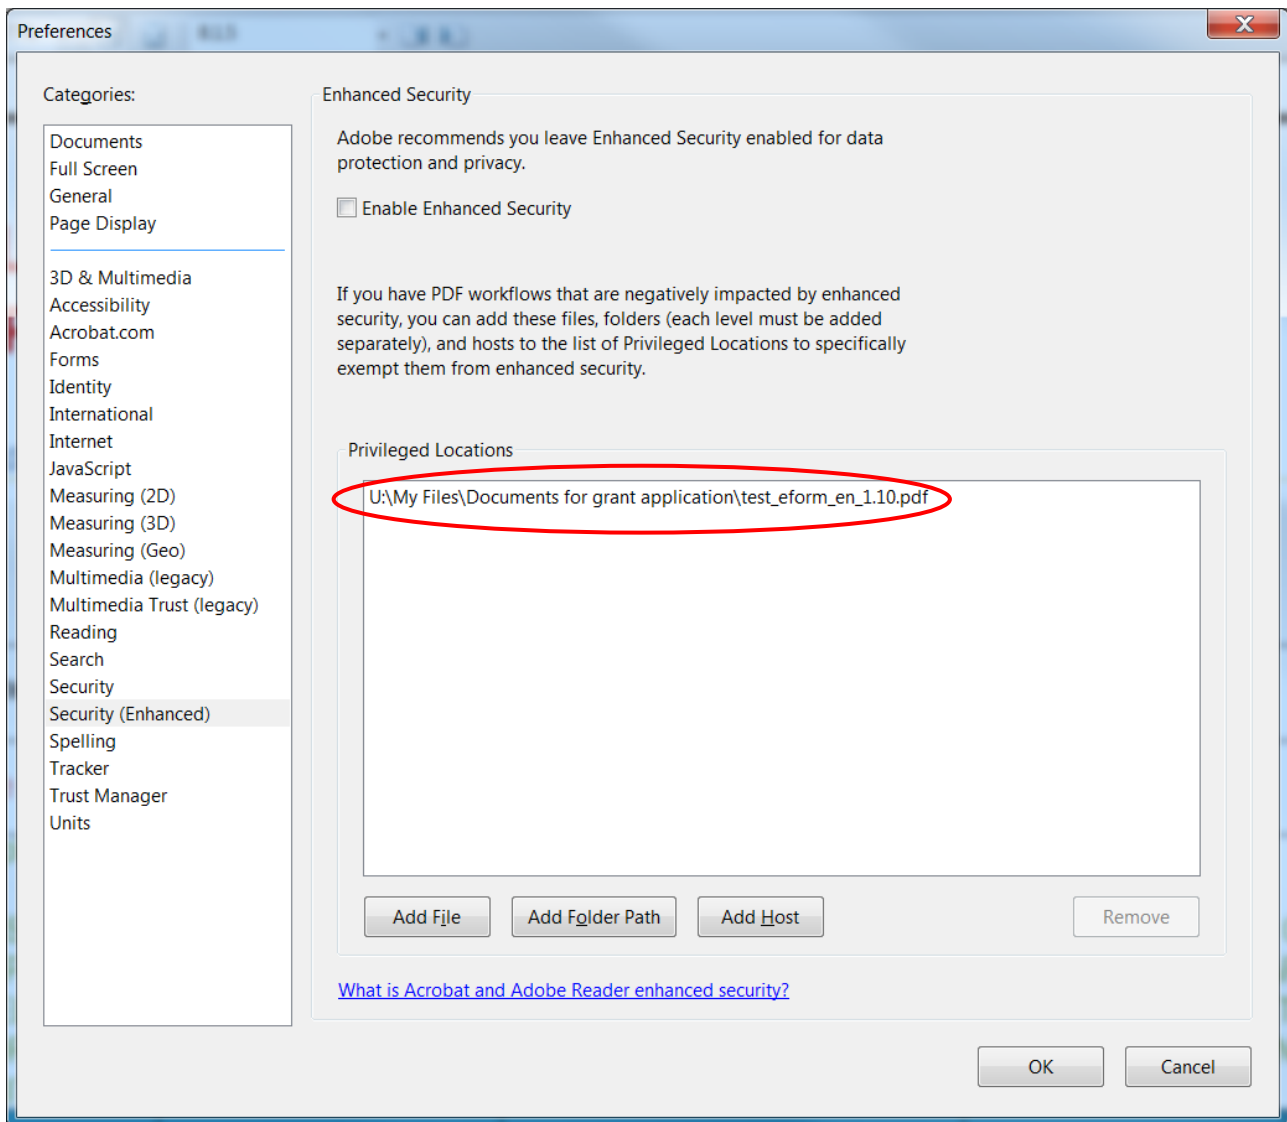 Preferences
Categories:
Documents
Full Screen
General
Page Display
3D & Multimedia
Accessibility
Acrobat.com
Forms
Identity
International
Internet
JavaScript
Measuring (2D)
Measuring (3D)
Measuring (Geo)
Multimedia (legacy)
Multimedia Trust (legacy)
Reading
Search
Security
Security (Enhanced)
Spelling
Tracker
Trust Manager
Units
Enhanced Security
Adobe recommends you leave Enhanced Security enabled for data
protection and privacy.
Enable Enhanced Security
If you have PDF workflows that are negatively impacted by enhanced
security, you can add these files, folders (each level must be added
separately), and hosts to the list of Privileged Locations to specifically
exempt them from enhanced security.
Privileged Locations
U:\My Files\Documents for grant application\test_eform_en_1.10.pdf
Add File
Add Folder Path
Add Host
Remove
What is Acrobat and Adobe Reader enhanced security?
OK
Cancel